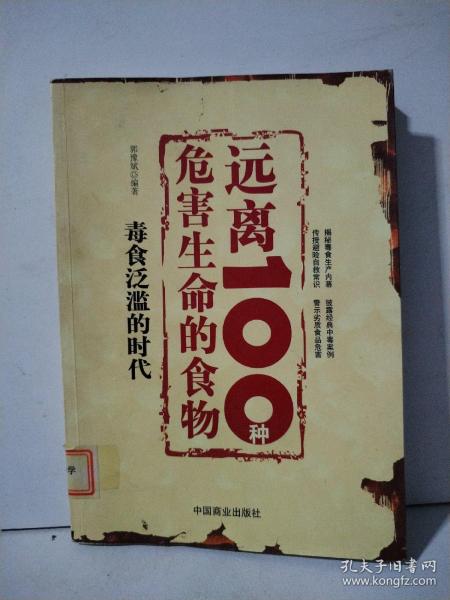 远离100种
危害生命的食物
揭秘毒食生产内幕 披露经典中毒案例
传授避险自救常识 警示劣质食品危害
毒食泛滥的时代
郭豫斌◎编著
中国商业出版社
学
孔夫子旧书网
www.kongfz.com